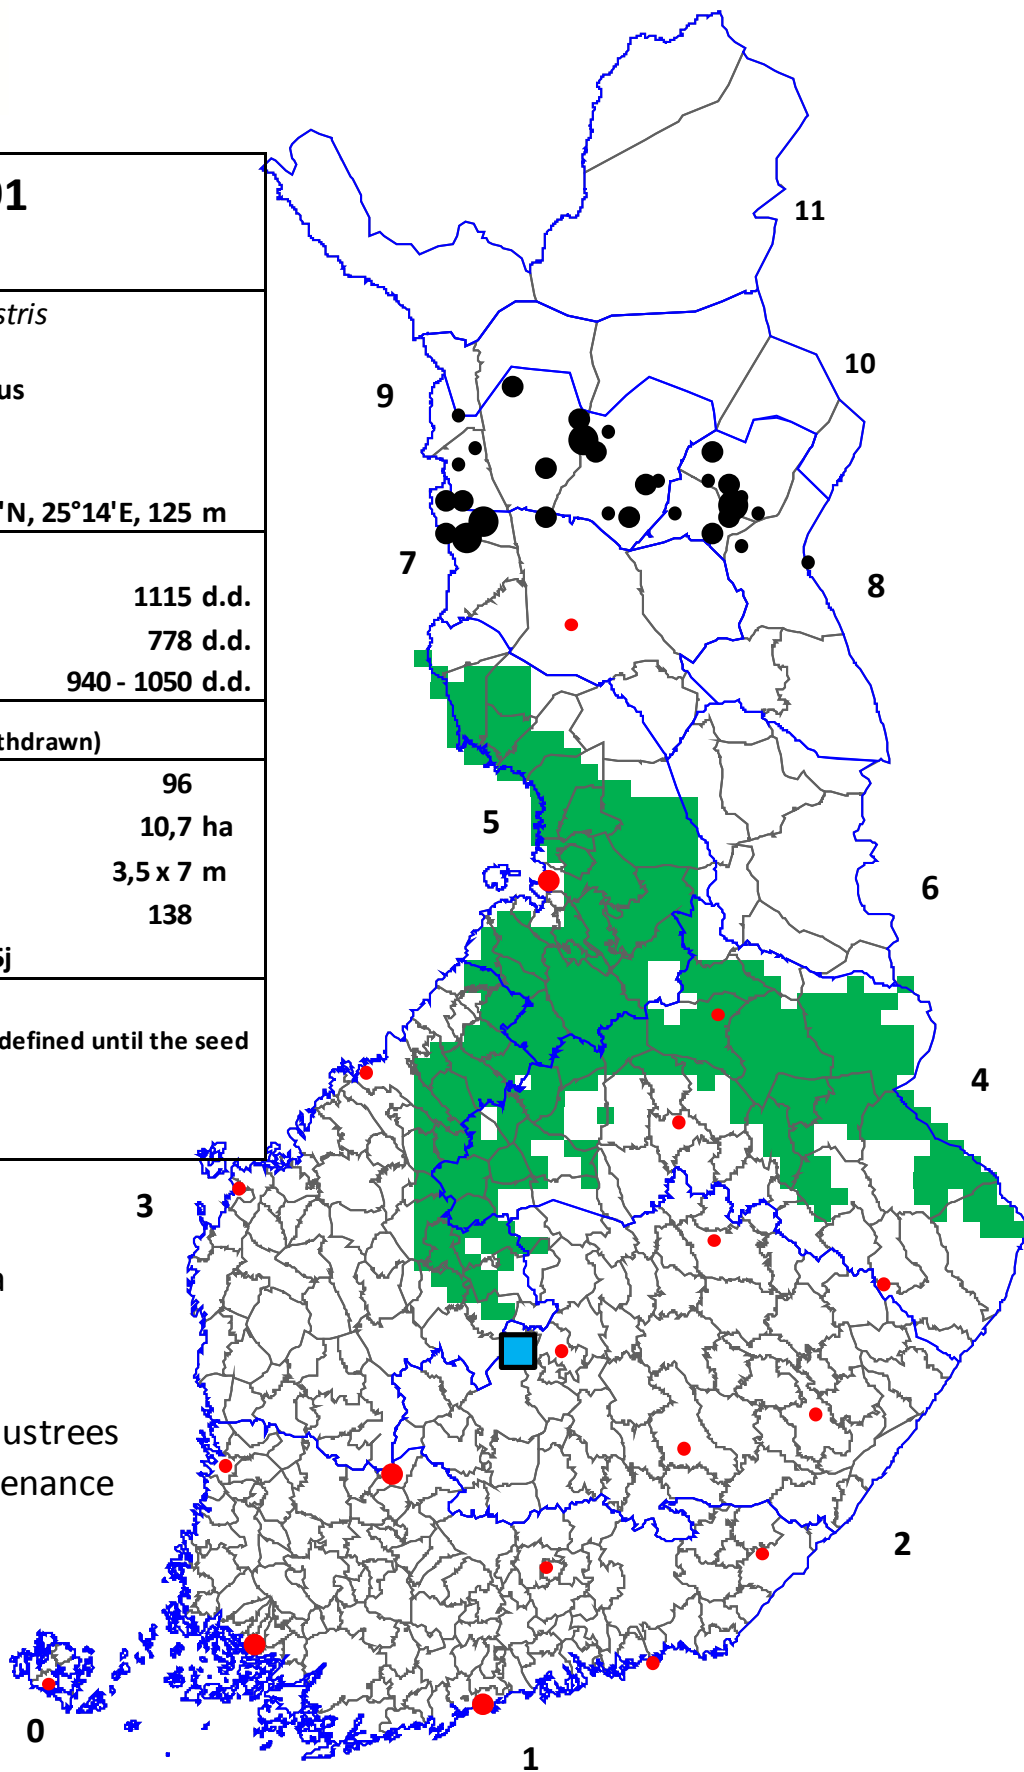 01
stris
us
'N, 25°14'E, 125 m
1115 d.d.
778 d.d.
940 - 1050 d.d.
thdrawn)
96
10,7 ha
3,5 x 7 m
138
5j
defined until the seed
a
ustrees
enance
11
10
9
8
7
6
5
4
3
2
1
0